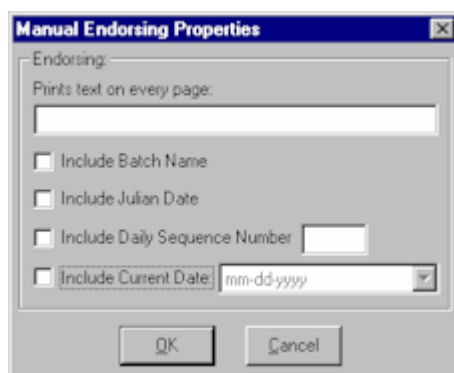 Manual Endorsing Properties
Endorsing:
Prints text on every page:
Include Batch Name
Include Julian Date
Include Daily Sequence Number
Include Current Date: mm-dd-yyyy
OK Cancel